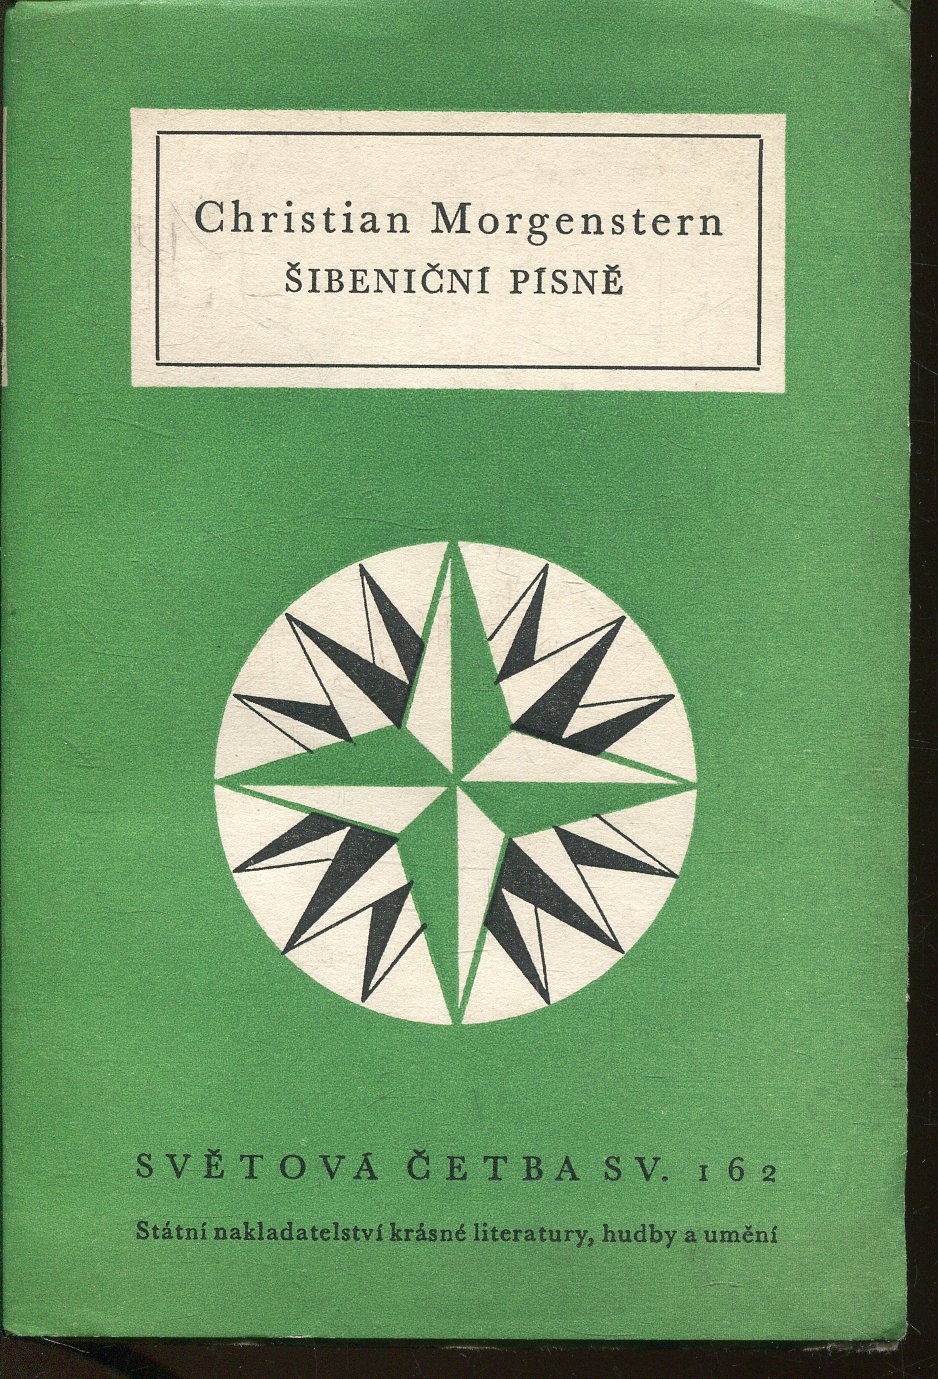 Christian Morgenstern
ŠIBENIČNÍ PÍSNĚ
SVĚTOVÁ ČETBA SV. 162
Státní nakladatelství krásné literatury, hudby a umění